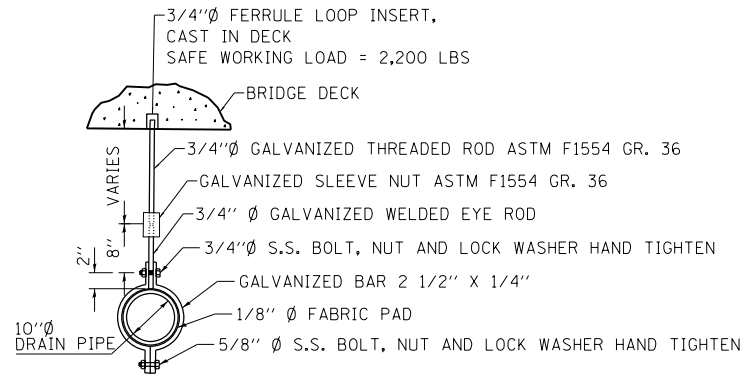 3/4"Ø FERRULE LOOP INSERT,
CAST IN DECK
SAFE WORKING LOAD = 2,200 LBS
BRIDGE DECK
3/4"Ø GALVANIZED THREADED ROD ASTM F1554 GR. 36
GALVANIZED SLEEVE NUT ASTM F1554 GR. 36
3/4" Ø GALVANIZED WELDED EYE ROD
3/4"Ø S.S. BOLT, NUT AND LOCK WASHER HAND TIGHTEN
GALVANIZED BAR 2 1/2" X 1/4"
1/8" Ø FABRIC PAD
5/8" Ø S.S. BOLT, NUT AND LOCK WASHER HAND TIGHTEN
VARIES
8"
2"
10"Ø
DRAIN PIPE